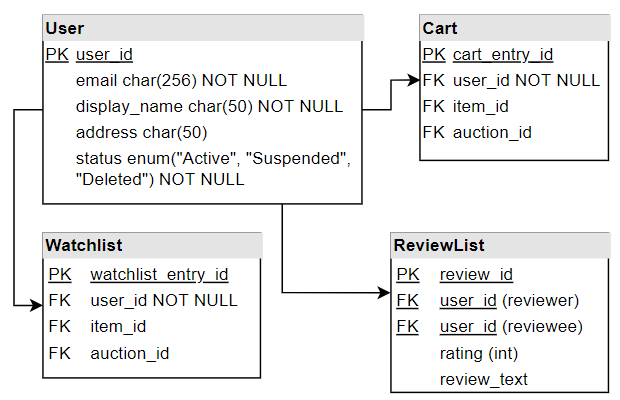 User
PK user_id
email char(256) NOT NULL
display_name char(50) NOT NULL
address char(50)
status enum("Active", "Suspended",
"Deleted") NOT NULL
Cart
PK cart_entry_id
FK user_id NOT NULL
FK item_id
FK auction_id
Watchlist
PK watchlist_entry_id
FK user_id NOT NULL
FK item_id
FK auction_id
ReviewList
PK review_id
FK user_id (reviewer)
FK user_id (reviewee)
rating (int)
review_text